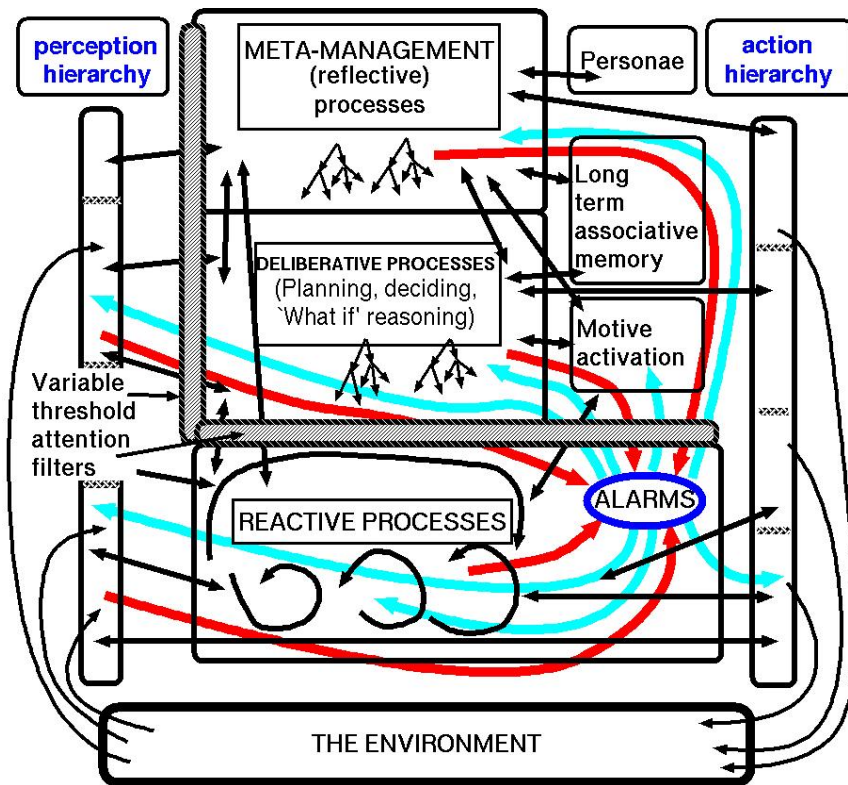 perception
hierarchy
META-MANAGEMENT
(reflective)
processes
Personae
action
hierarchy
Long
term
associative
memory
DELIBERATIVE PROCESSES
(Planning, deciding,
`What if' reasoning)
Motive
activation
Variable
threshold
attention
filters
REACTIVE PROCESSES
ALARMS
THE ENVIRONMENT